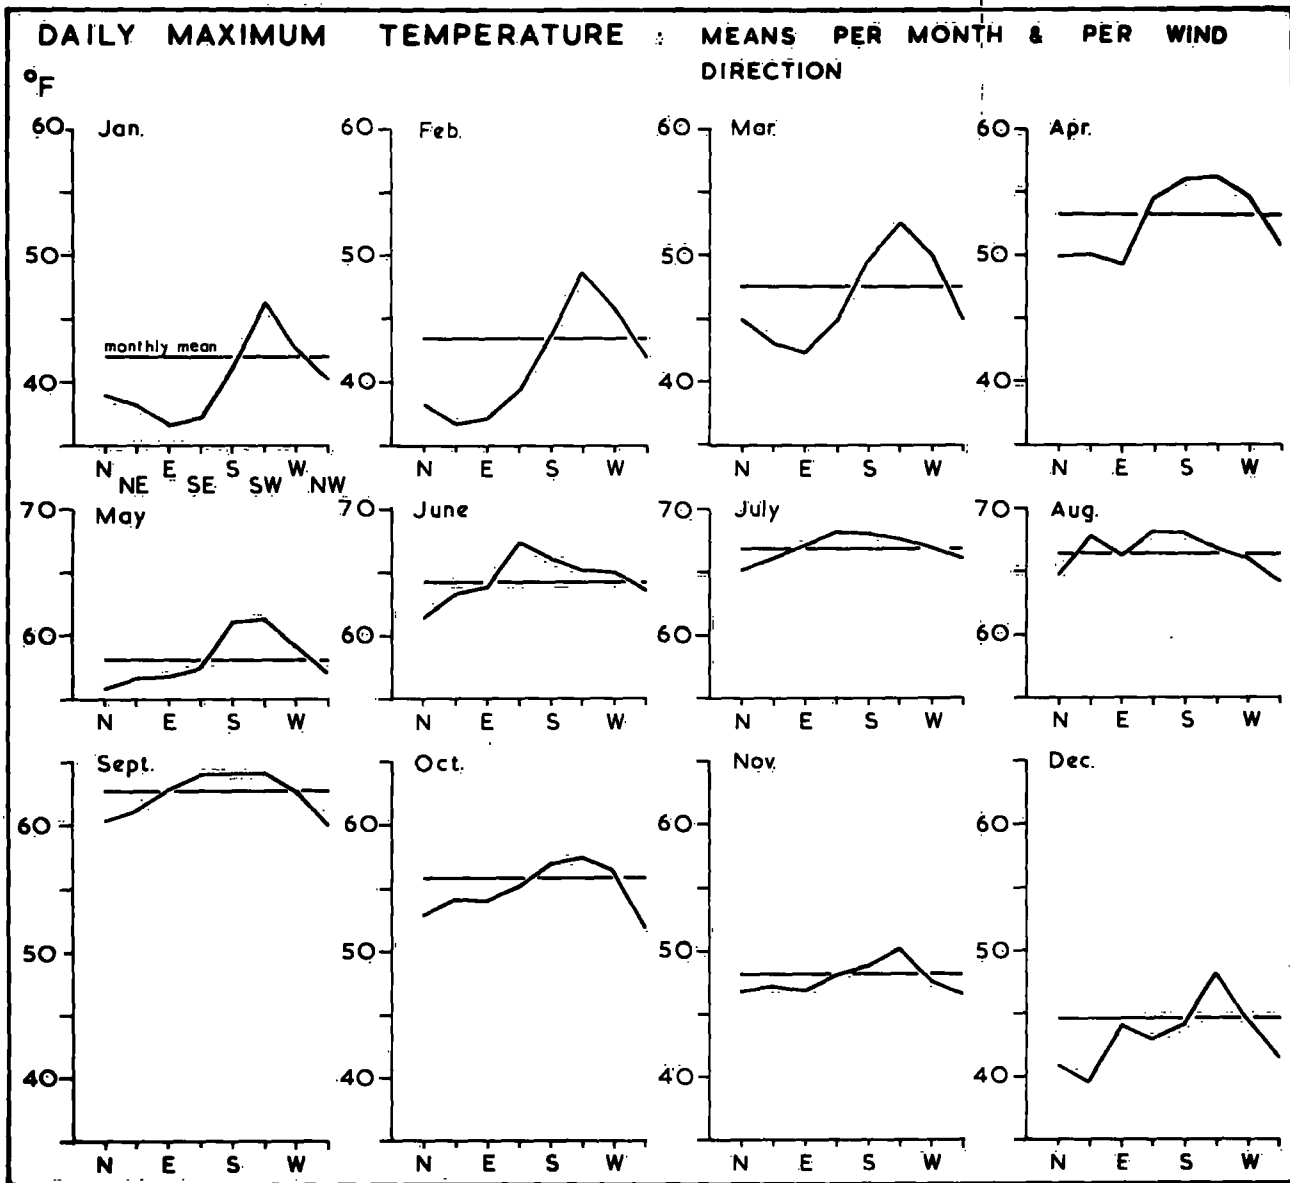 DAILY MAXIMUM TEMPERATURE : MEANS PER MONTH & PER WIND
DIRECTION
°F
60 Jan. 60 Feb. 60 Mar. 60 Apr.
50 50 50 50
monthly mean
40 40 40 40
N E S W N E S W N E S W N E S W
NE SE SW NW
70 May 70 June 70 July 70 Aug.
60 60 60 60
N E S W N E S W N E S W N E S W
Sept. Oct. Nov. Dec.
60 60 60 60
50 50 50 50
40 40 40 40
N E S W N E S W N E S W N E S W